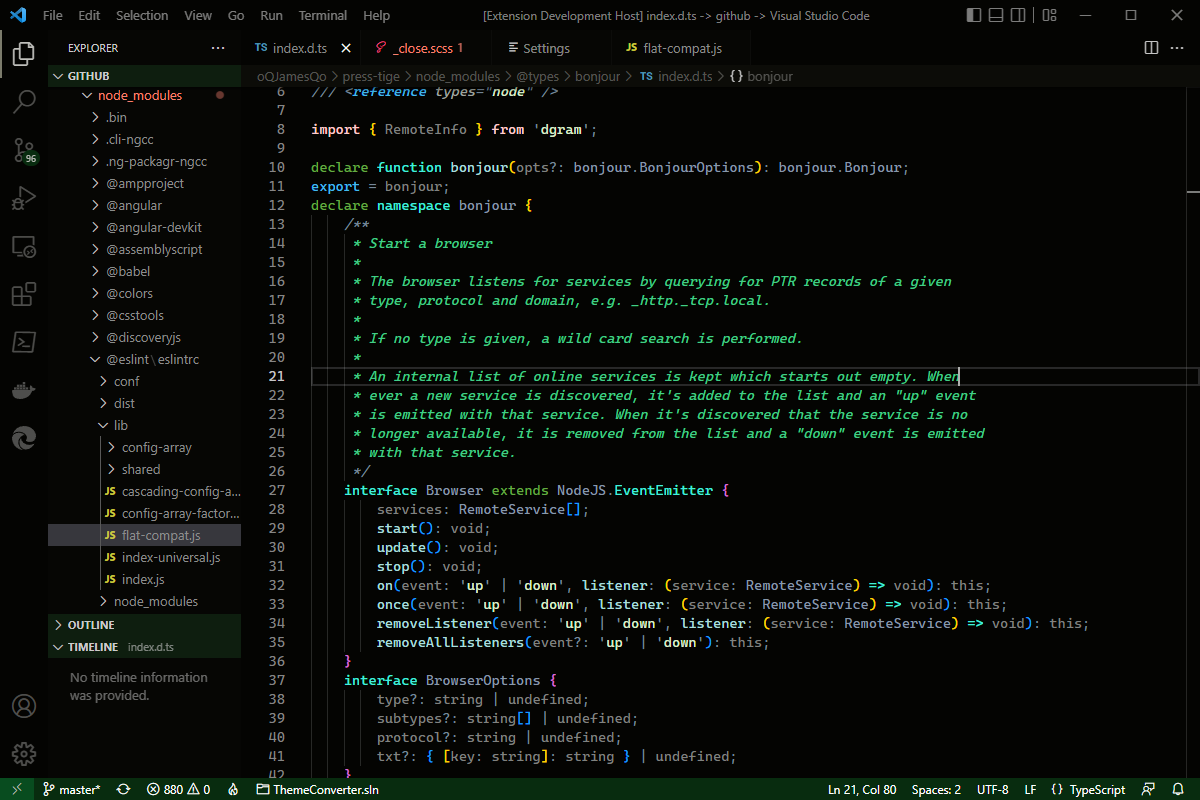 File Edit Selection View Go Run Terminal Help [Extension Development Host] index.d.ts -> github -> Visual Studio Code
EXPLORER
TS index.d.ts
_close.scss 1
Settings
JS flat-compat.js
GITHUB
node_modules
.bin
.cli-ngcc
.ng-packagr-ngcc
@ampproject
@angular
@angular-devkit
@assemblyscript
@babel
@colors
@csstools
@discoveryjs
@eslint\eslintrc
conf
dist
lib
config-array
shared
JS cascading-config-a...
JS config-array-factor...
JS flat-compat.js
JS index-universal.js
JS index.js
node_modules
OUTLINE
TIMELINE index.d.ts
No timeline information
was provided.
96
oQJamesQo > press-tige > node_modules > @types > bonjour > TS index.d.ts > {} bonjour
6 /// <reference types="node" />
7
8 import { RemoteInfo } from 'dgram';
9
10 declare function bonjour(opts?: bonjour.BonjourOptions): bonjour.Bonjour;
11 export = bonjour;
12 declare namespace bonjour {
13 /**
14 * Start a browser
15 *
16 * The browser listens for services by querying for PTR records of a given
17 * type, protocol and domain, e.g. _http._tcp.local.
18 *
19 * If no type is given, a wild card search is performed.
20 *
21 * An internal list of online services is kept which starts out empty. When
22 * ever a new service is discovered, it's added to the list and an "up" event
23 * is emitted with that service. When it's discovered that the service is no
24 * longer available, it is removed from the list and a "down" event is emitted
25 * with that service.
26 */
27 interface Browser extends NodeJS.EventEmitter {
28 services: RemoteService[];
29 start(): void;
30 update(): void;
31 stop(): void;
32 on(event: 'up' | 'down', listener: (service: RemoteService) => void): this;
33 once(event: 'up' | 'down', listener: (service: RemoteService) => void): this;
34 removeListener(event: 'up' | 'down', listener: (service: RemoteService) => void): this;
35 removeAllListeners(event?: 'up' | 'down'): this;
36 }
37 interface BrowserOptions {
38 type?: string | undefined;
39 subtypes?: string[] | undefined;
40 protocol?: string | undefined;
41 txt?: { [key: string]: string } | undefined;
42 }
master* 880 0 ThemeConverter.sln Ln 21, Col 80 Spaces: 2 UTF-8 LF {} TypeScript